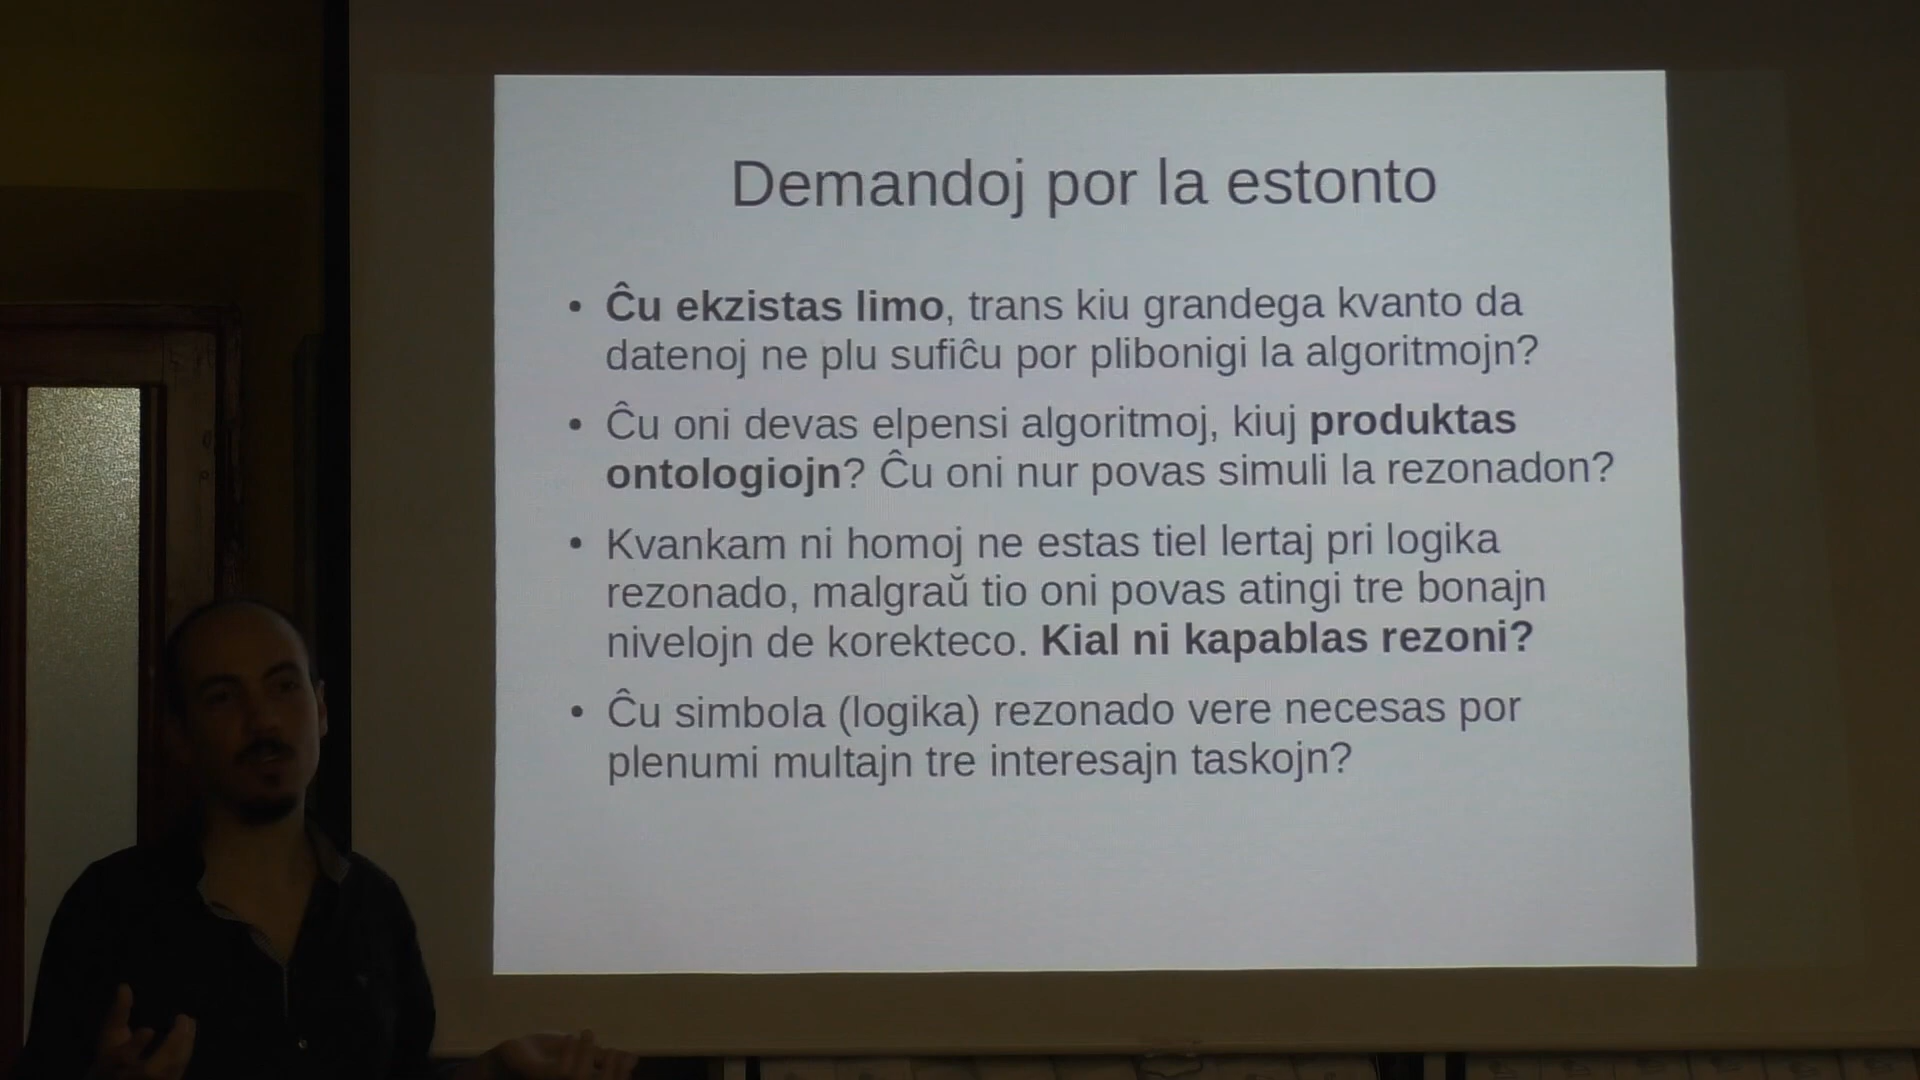 Demandoj por la estonto
• Ĉu ekzistas limo, trans kiu grandega kvanto da
datenoj ne plu sufiĉu por plibonigi la algoritmojn?
• Ĉu oni devas elpensi algoritmoj, kiuj produktas
ontologiojn? Ĉu oni nur povas simuli la rezonadon?
• Kvankam ni homoj ne estas tiel lertaj pri logika
rezonado, malgraŭ tio oni povas atingi tre bonajn
nivelojn de korekteco. Kial ni kapablas rezoni?
• Ĉu simbola (logika) rezonado vere necesas por
plenumi multajn tre interesajn taskojn?